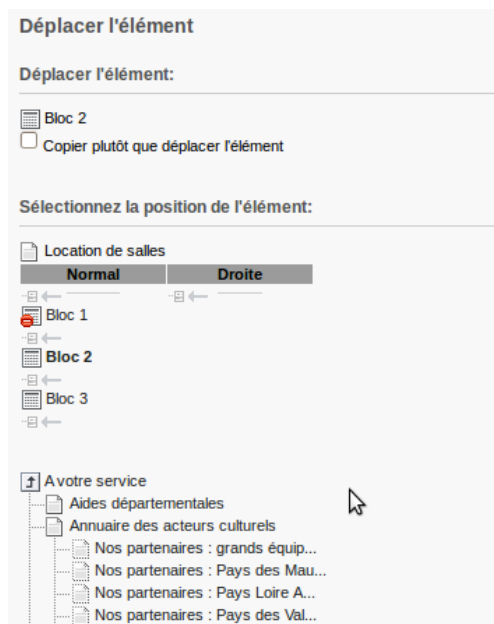 Déplacer l'élément
Déplacer l'élément:
Bloc 2
Copier plutôt que déplacer l'élément
Sélectionnez la position de l'élément:
Location de salles
Normal Droite
Bloc 1
Bloc 2
Bloc 3
A votre service
Aides départementales
Annuaire des acteurs culturels
Nos partenaires : grands équip...
Nos partenaires : Pays des Mau...
Nos partenaires : Pays Loire A...
Nos partenaires : Pays des Val...